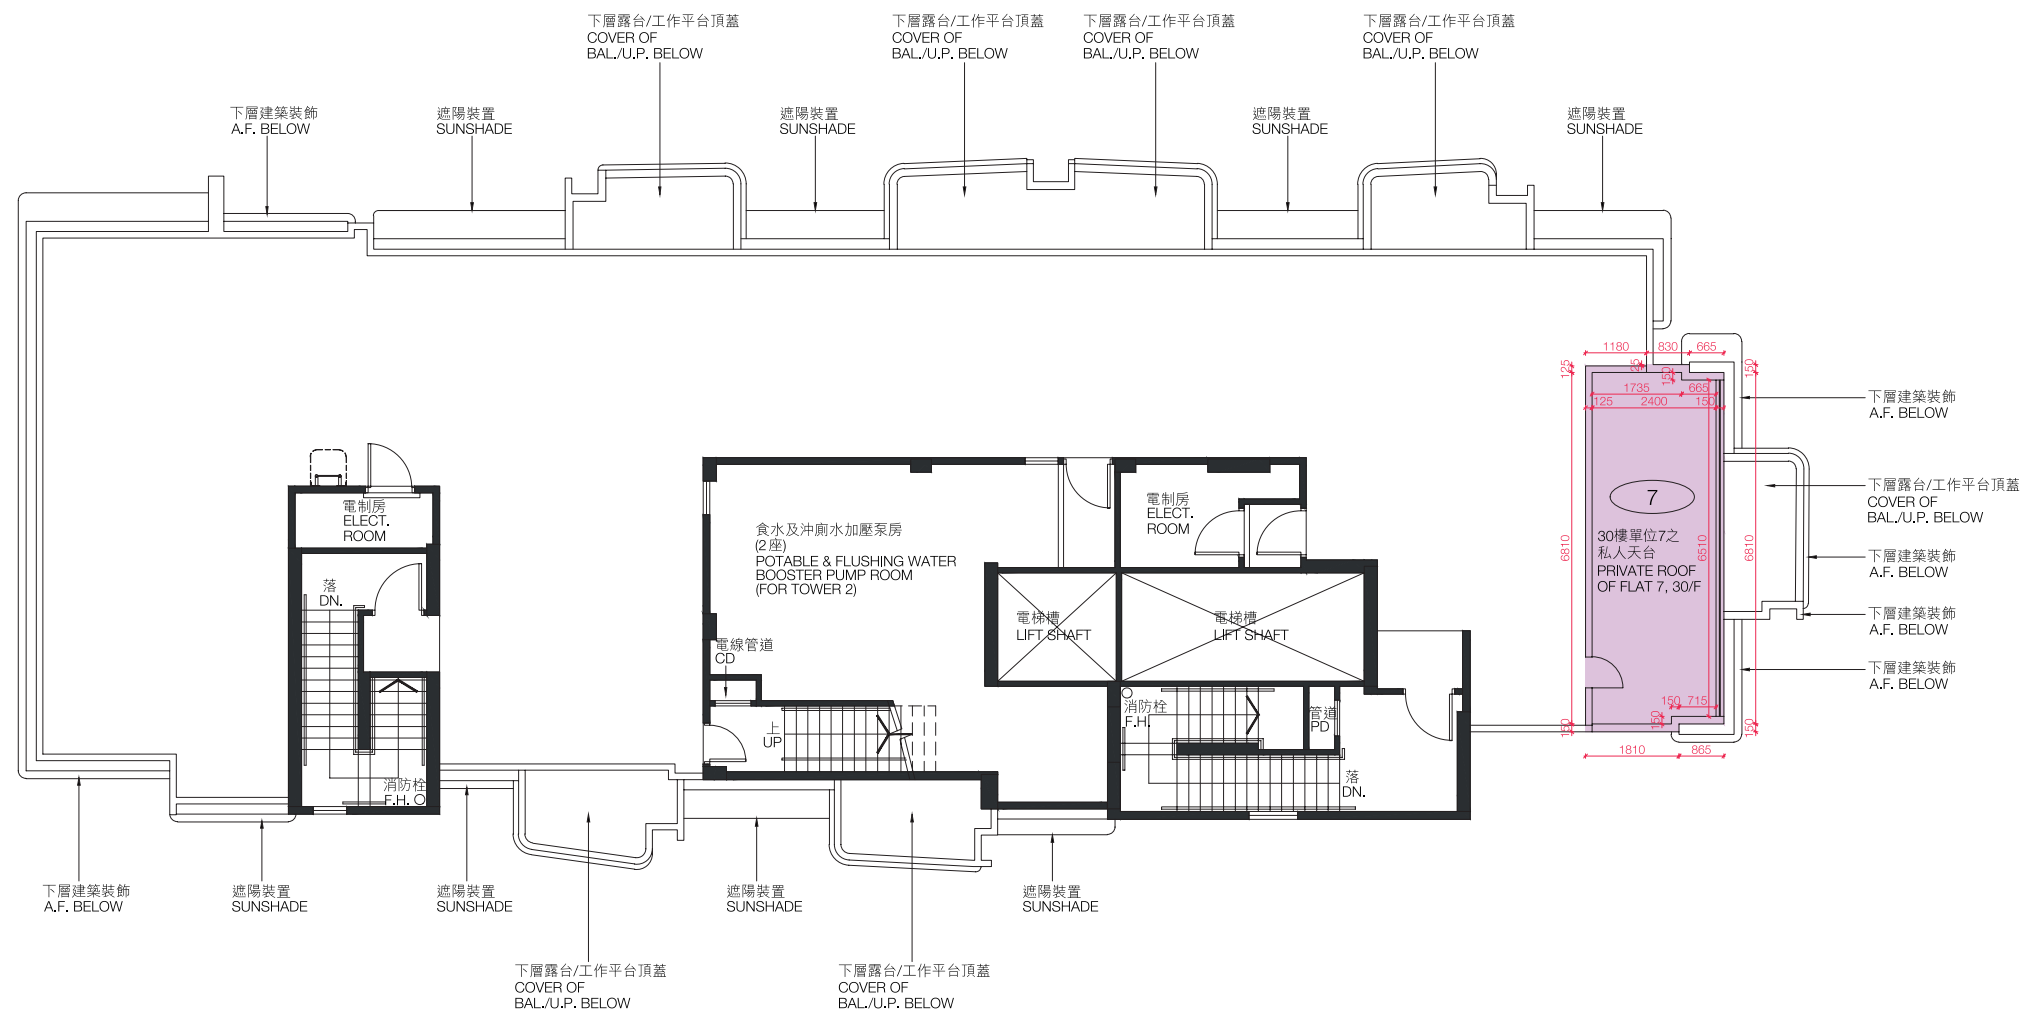 下層露台/工作平台頂蓋
COVER OF
BAL./U.P. BELOW
下層露台/工作平台頂蓋
COVER OF
BAL./U.P. BELOW
下層露台/工作平台頂蓋
COVER OF
BAL./U.P. BELOW
下層露台/工作平台頂蓋
COVER OF
BAL./U.P. BELOW
下層建築裝飾
A.F. BELOW
遮陽裝置
SUNSHADE
遮陽裝置
SUNSHADE
遮陽裝置
SUNSHADE
遮陽裝置
SUNSHADE
1180 830 665
125
25
150
150
1735 665
125 2400 150
6810
6510
6810
7
30樓單位7之
私人天台
PRIVATE ROOF
OF FLAT 7, 30/F
150 715
150
150
150
1810 865
下層建築裝飾
A.F. BELOW
下層露台/工作平台頂蓋
COVER OF
BAL./U.P. BELOW
下層建築裝飾
A.F. BELOW
下層建築裝飾
A.F. BELOW
下層建築裝飾
A.F. BELOW
電制房
ELECT.
ROOM
落
DN.
消防栓
F.H.
食水及沖廁水加壓泵房
(2座)
POTABLE & FLUSHING WATER
BOOSTER PUMP ROOM
(FOR TOWER 2)
電制房
ELECT.
ROOM
電梯槽
LIFT SHAFT
電梯槽
LIFT SHAFT
電線管道
CD
上
UP
消防栓
F.H.
管道
PD
落
DN.
下層建築裝飾
A.F. BELOW
遮陽裝置
SUNSHADE
遮陽裝置
SUNSHADE
遮陽裝置
SUNSHADE
遮陽裝置
SUNSHADE
下層露台/工作平台頂蓋
COVER OF
BAL./U.P. BELOW
下層露台/工作平台頂蓋
COVER OF
BAL./U.P. BELOW